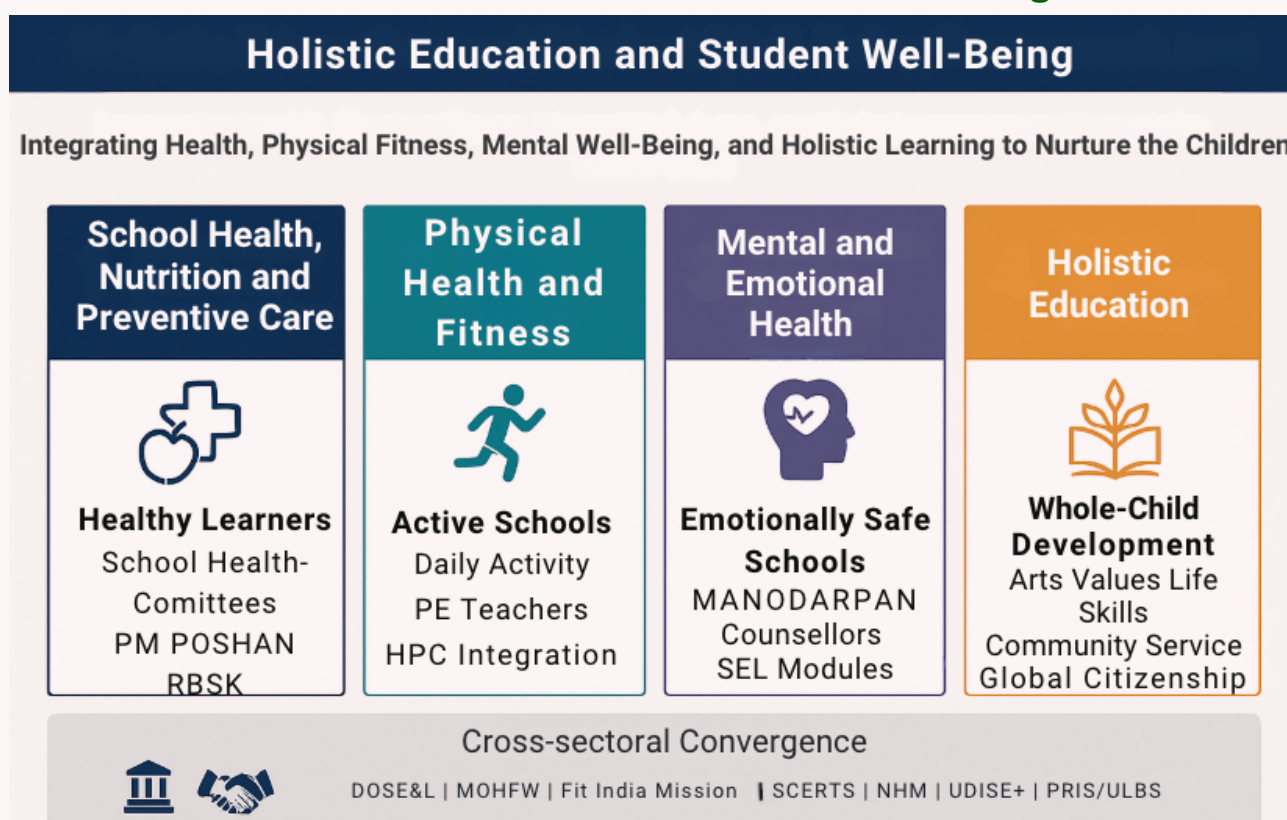 Holistic Education and Student Well-Being
Integrating Health, Physical Fitness, Mental Well-Being, and Holistic Learning to Nurture the Children
School Health,
Nutrition and
Preventive Care
Healthy Learners
School Health-
Comittees
PM POSHAN
RBSK
Physical
Health and
Fitness
Active Schools
Daily Activity
PE Teachers
HPC Integration
Mental and
Emotional
Health
Emotionally Safe
Schools
MANODARPAN
Counsellors
SEL Modules
Holistic
Education
Whole-Child
Development
Arts Values Life
Skills
Community Service
Global Citizenship
Cross-sectoral Convergence
DOSE&L | MOHFW | Fit India Mission | SCERTS | NHM | UDISE+ | PRIS/ULBS